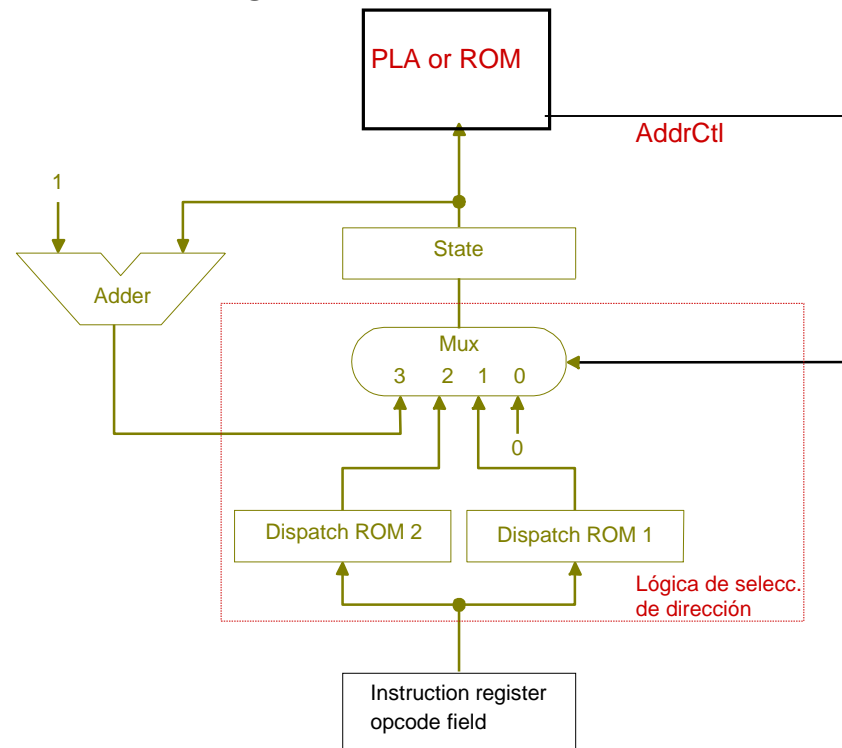 PLA or ROM
AddrCtl
1
State
Adder
Mux
3 2 1 0
0
Dispatch ROM 2
Dispatch ROM 1
Lógica de selecc.
de dirección
Instruction register
opcode field